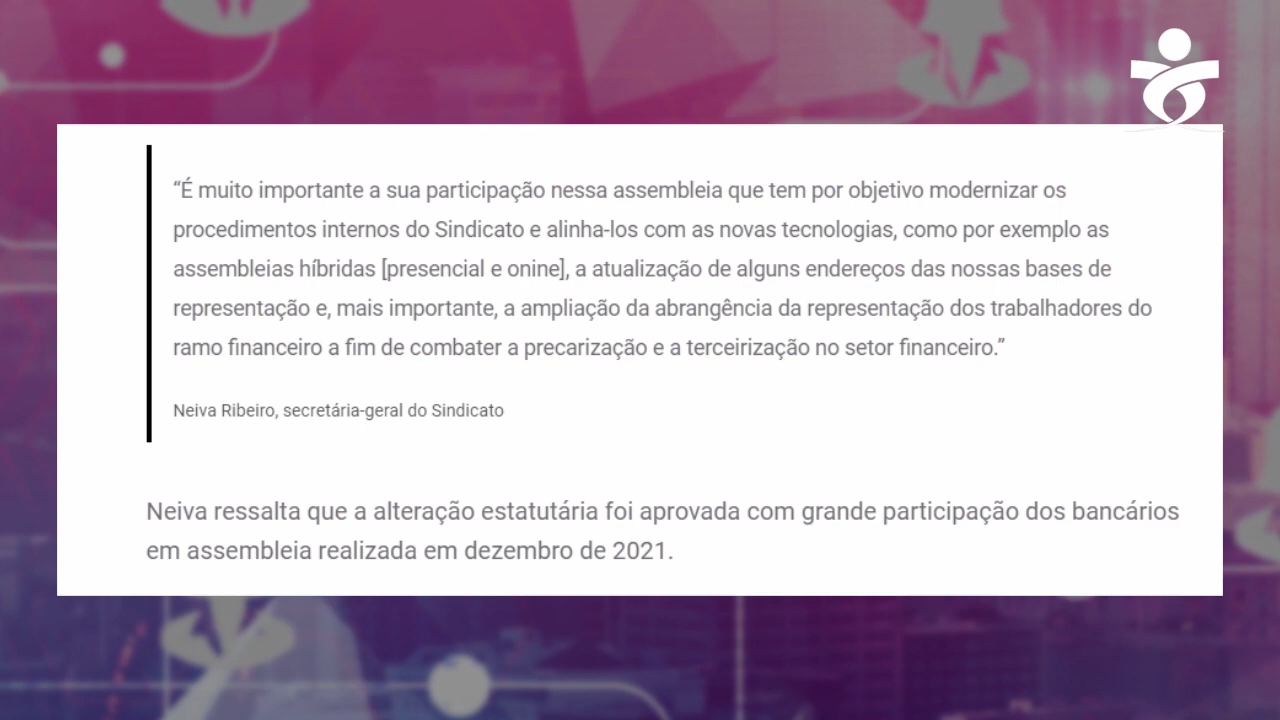 “É muito importante a sua participação nessa assembleia que tem por objetivo modernizar os
procedimentos internos do Sindicato e alinha-los com as novas tecnologias, como por exemplo as
assembleias híbridas [presencial e onine], a atualização de alguns endereços das nossas bases de
representação e, mais importante, a ampliação da abrangência da representação dos trabalhadores do
ramo financeiro a fim de combater a precarização e a terceirização no setor financeiro.”
Neiva Ribeiro, secretária-geral do Sindicato
Neiva ressalta que a alteração estatutária foi aprovada com grande participação dos bancários
em assembleia realizada em dezembro de 2021.